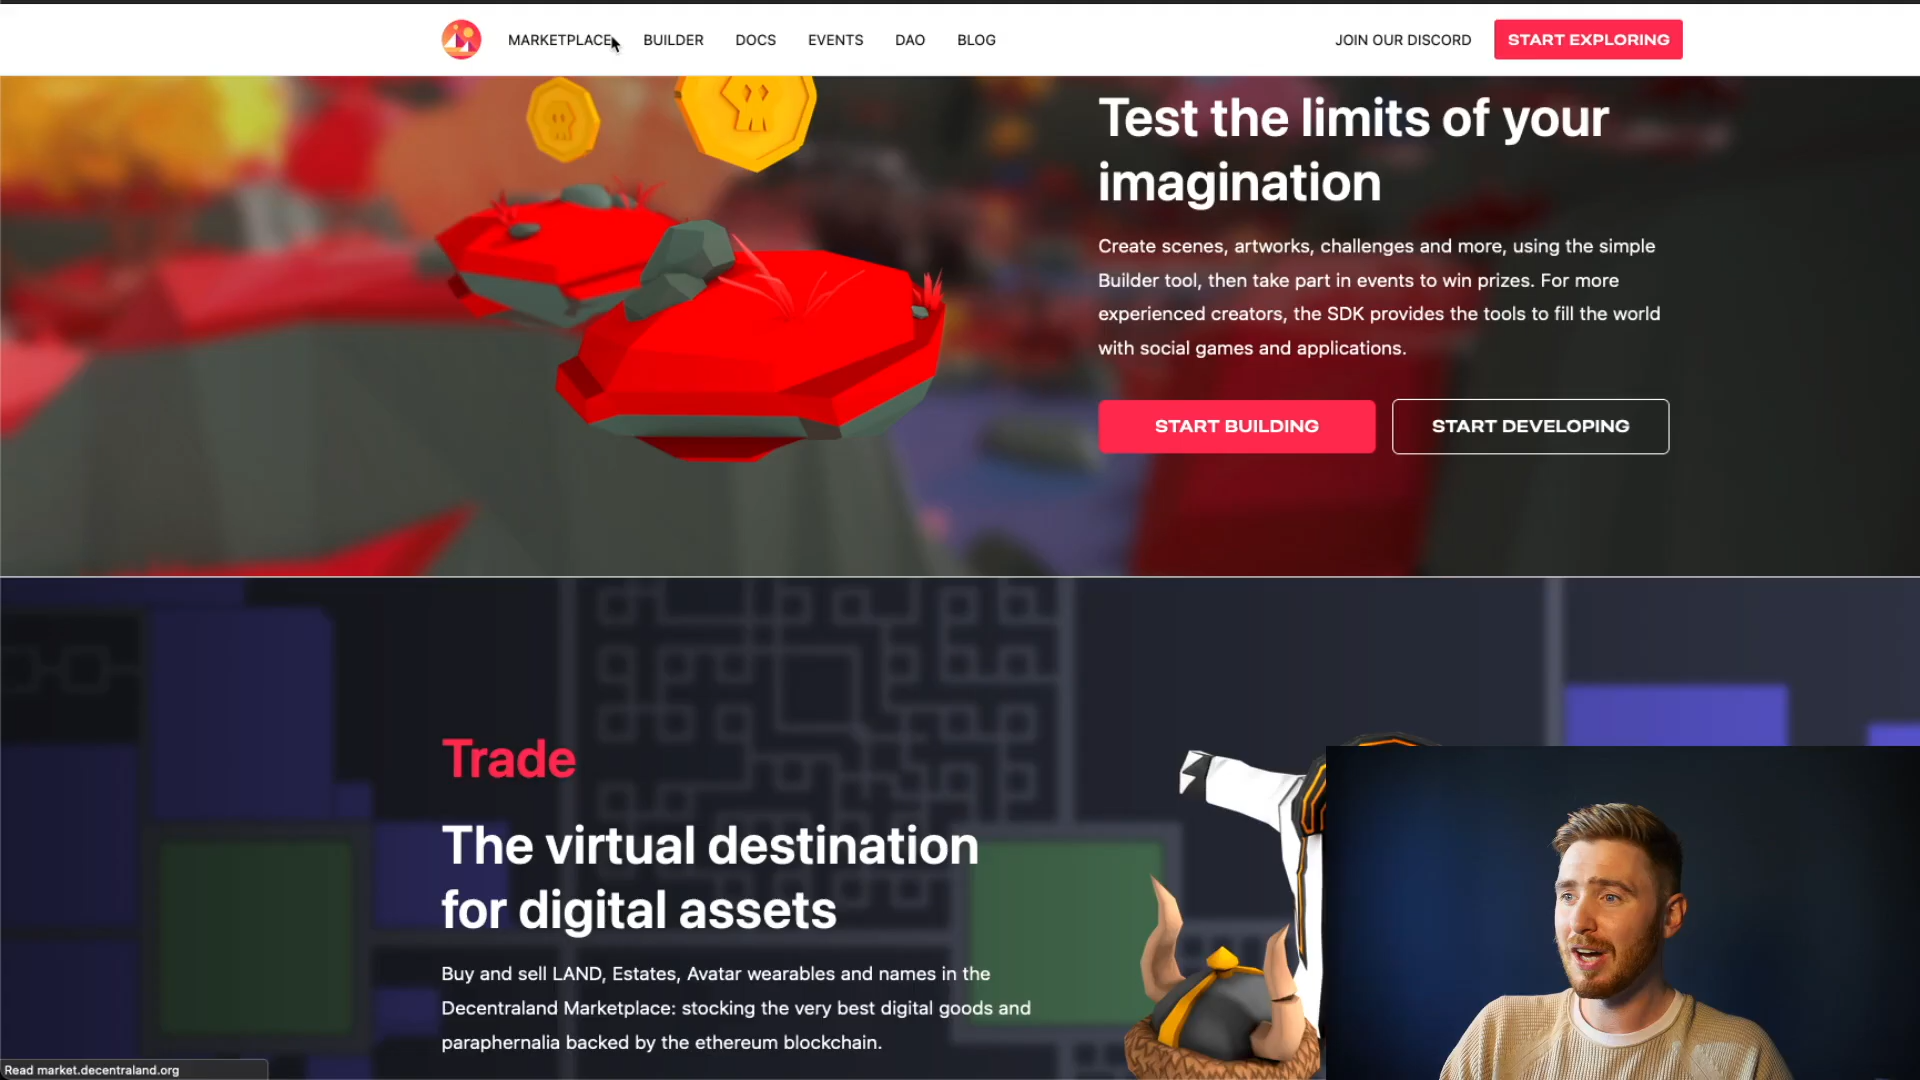 MARKETPLACE BUILDER DOCS EVENTS DAO BLOG JOIN OUR DISCORD START EXPLORING
Test the limits of your
imagination
Create scenes, artworks, challenges and more, using the simple
Builder tool, then take part in events to win prizes. For more
experienced creators, the SDK provides the tools to fill the world
with social games and applications.
START BUILDING START DEVELOPING
Trade
The virtual destination
for digital assets
Buy and sell LAND, Estates, Avatar wearables and names in the
Decentraland Marketplace: stocking the very best digital goods and
paraphernalia backed by the ethereum blockchain.
Read market.decentraland.org